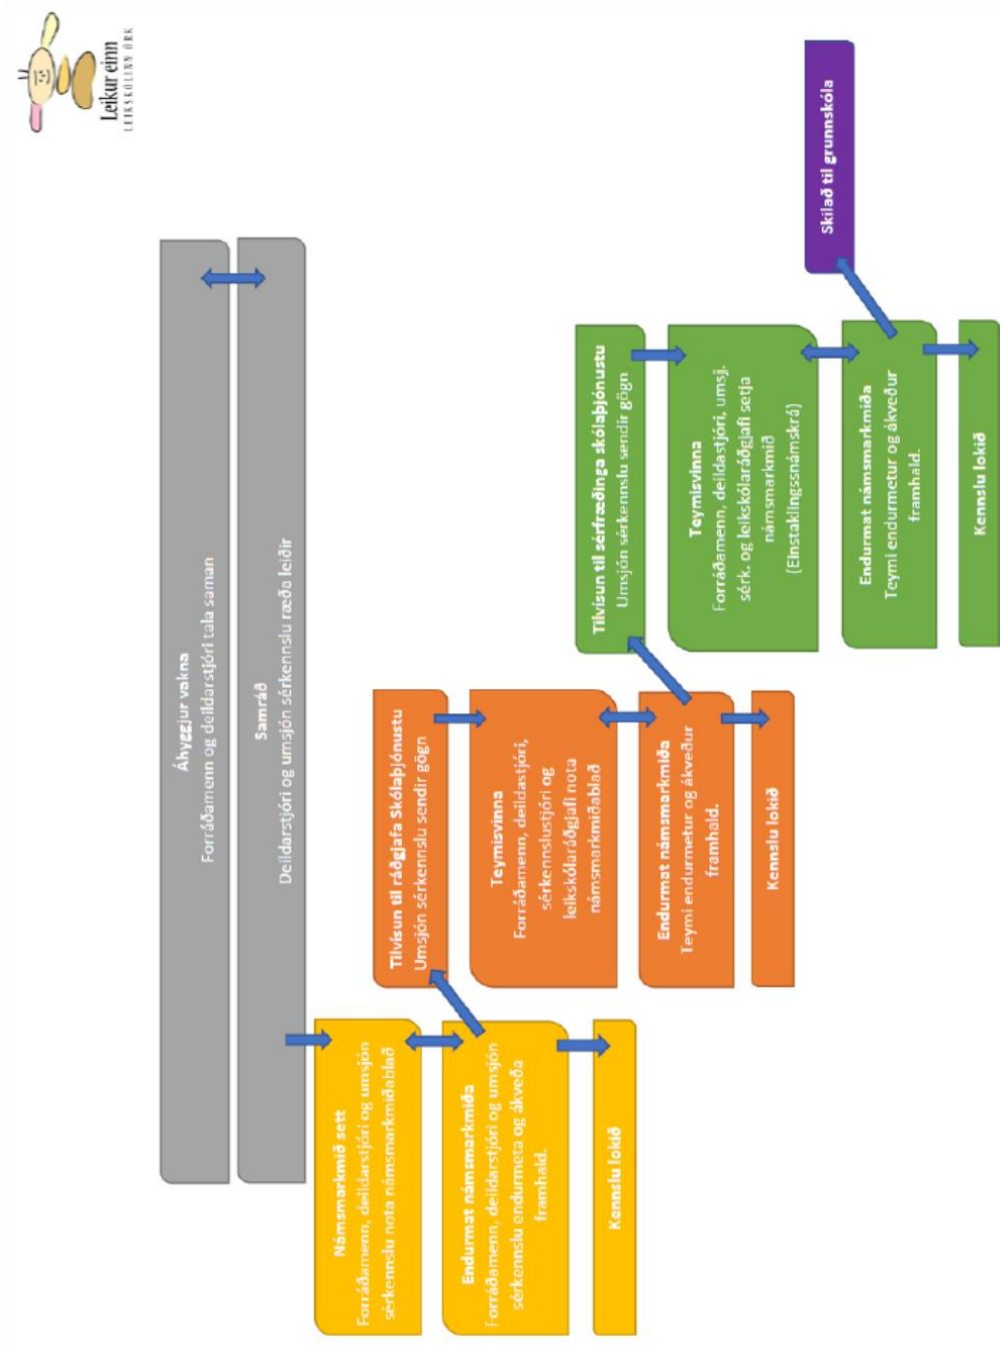 Leikur einn
LEIKSKÓLINN ÖRK
Áhyggjur vakna
Forráðamenn og deildarstjóri tala saman
Samráð
Deildarstjóri og umsjón sérkennslu ræða leiðir
Námsmarkmið sett
Forráðamenn, deildarstjóri og umsjón
sérkennslu nota námsmarkmiðablað
Endurmat námsmarkmiða
Forráðamenn, deildarstjóri og umsjón
sérkennslu endurmeta og ákveða
framhald.
Kennslu lokið
Tilvísun til ráðgjafa Skólaþjónustu
Umsjón sérkennslu sendir gögn
Teymisvinna
Forráðamenn, deildastjóri,
sérkennslustjóri og
leikskólaráðgjafi nota
námsmarkmiðablað
Endurmat námsmarkmiða
Teymi endurmetur og ákveður
framhald.
Kennslu lokið
Tilvísun til sérfræðinga skólaþjónustu
Umsjón sérkennslu sendir gögn
Teymisvinna
Forráðamenn, deildastjóri, umsj.
sérk. og leikskólaráðgjafi setja
námsmarkmið
(Einstaklingssnámskrá)
Endurmat námsmarkmiða
Teymi endurmetur og ákveður
framhald.
Kennslu lokið
Skilað til grunnskóla